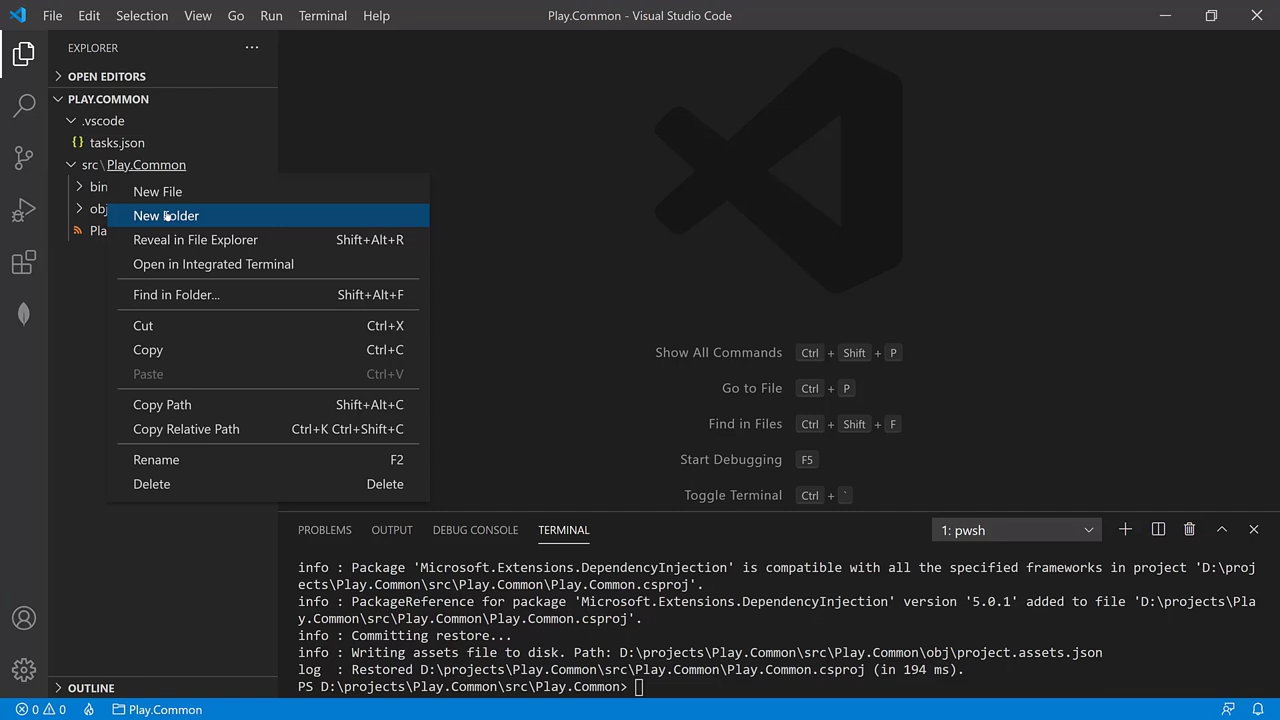 File Edit Selection View Go Run Terminal Help Play.Common - Visual Studio Code
EXPLORER
OPEN EDITORS
PLAY.COMMON
.vscode
{} tasks.json
src\Play.Common
bin
obj
Pla
New File
New Folder
Reveal in File Explorer Shift+Alt+R
Open in Integrated Terminal
Find in Folder... Shift+Alt+F
Cut Ctrl+X
Copy Ctrl+C
Paste Ctrl+V
Copy Path Shift+Alt+C
Copy Relative Path Ctrl+K Ctrl+Shift+C
Rename F2
Delete Delete
Show All Commands Ctrl + Shift + P
Go to File Ctrl + P
Find in Files Ctrl + Shift + F
Start Debugging F5
Toggle Terminal Ctrl + `
PROBLEMS OUTPUT DEBUG CONSOLE TERMINAL 1: pwsh
info : Package 'Microsoft.Extensions.DependencyInjection' is compatible with all the specified frameworks in project 'D:\proj
ects\Play.Common\src\Play.Common\Play.Common.csproj'.
info : PackageReference for package 'Microsoft.Extensions.DependencyInjection' version '5.0.1' added to file 'D:\projects\Pla
y.Common\src\Play.Common\Play.Common.csproj'.
info : Committing restore...
info : Writing assets file to disk. Path: D:\projects\Play.Common\src\Play.Common\obj\project.assets.json
log  : Restored D:\projects\Play.Common\src\Play.Common\Play.Common.csproj (in 194 ms).
PS D:\projects\Play.Common\src\Play.Common>
OUTLINE
0 0 Play.Common